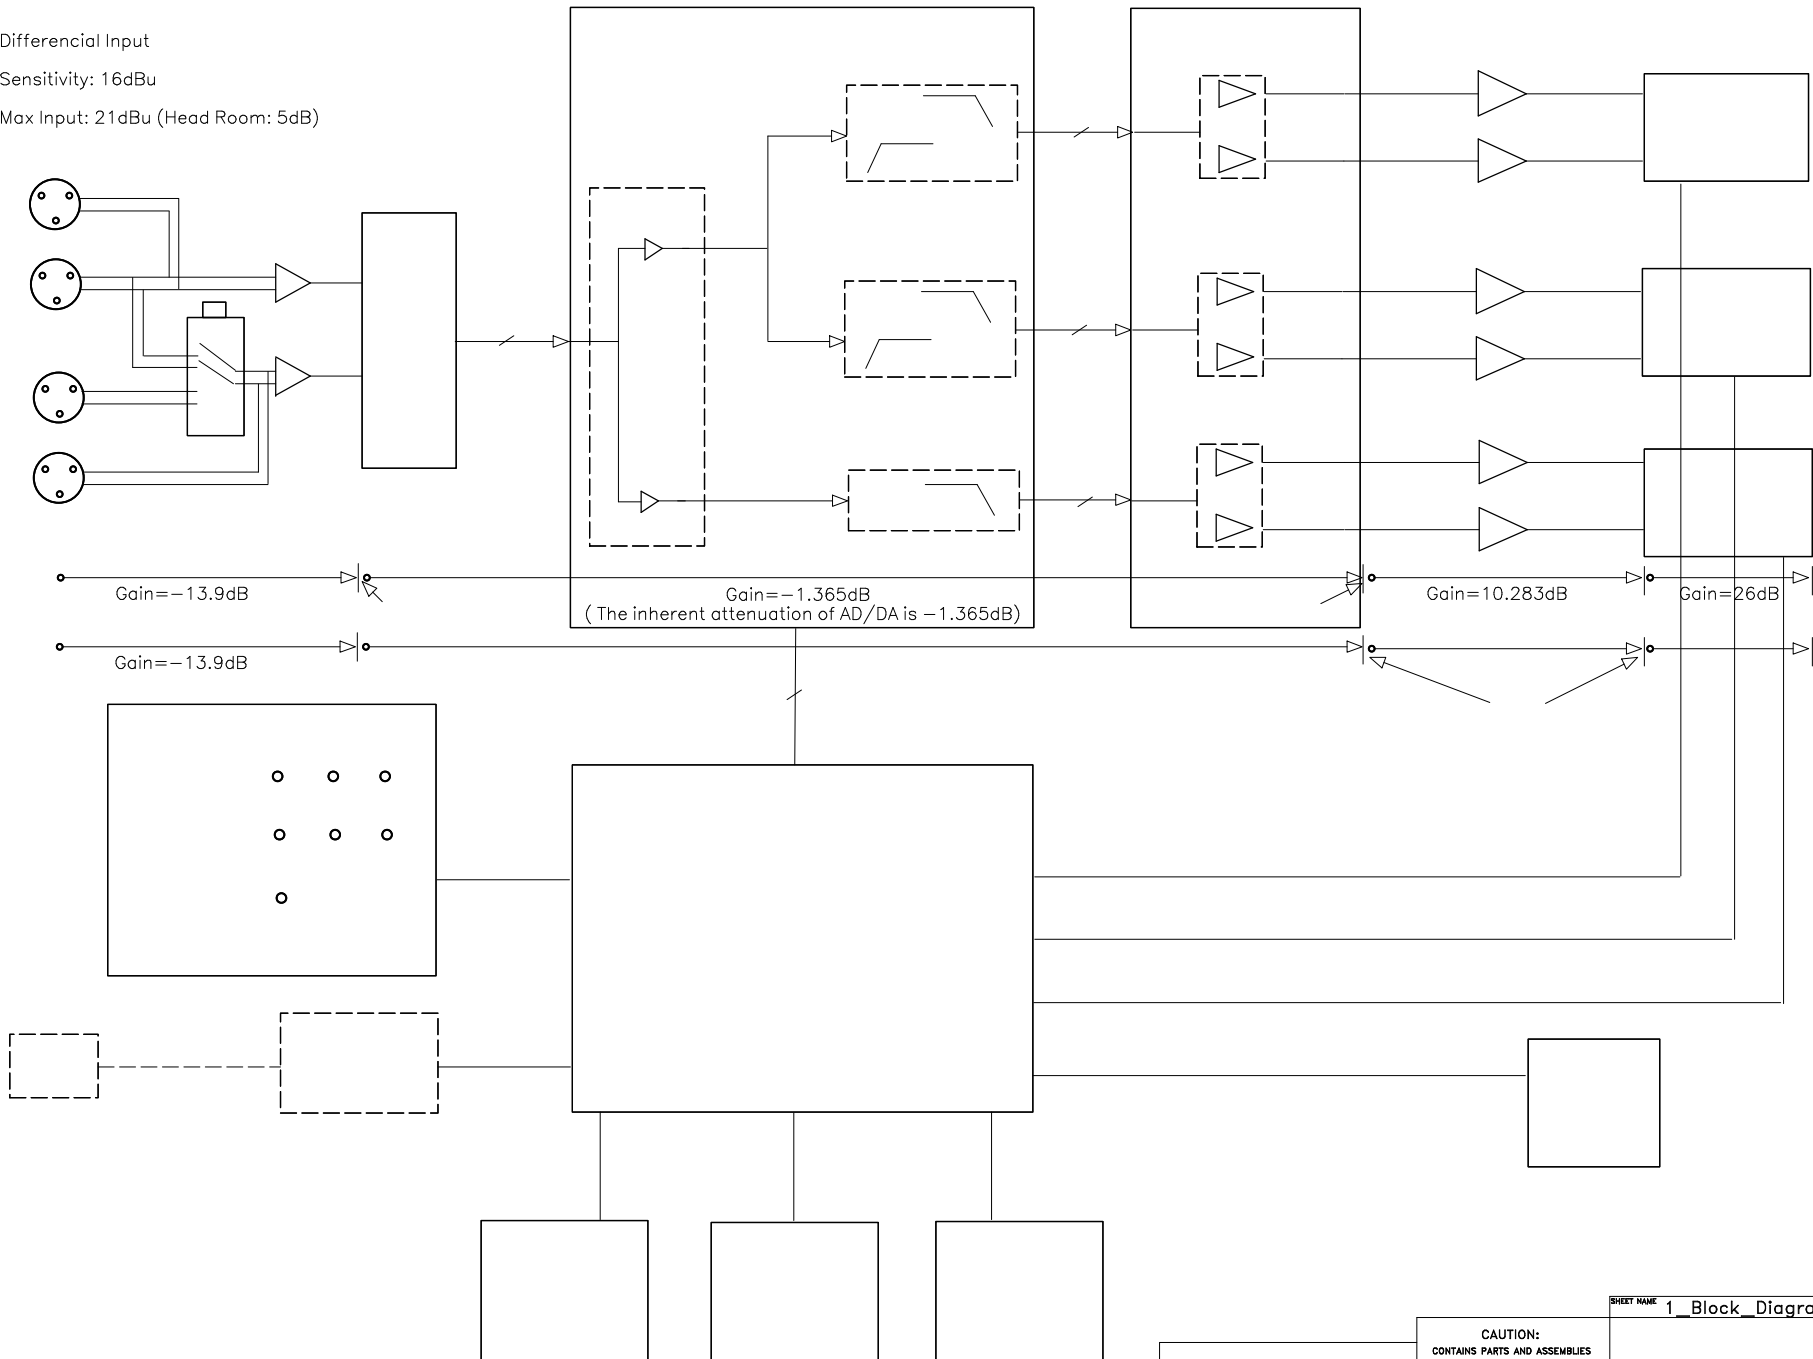 Differencial Input
Sensitivity: 16dBu
Max Input: 21dBu (Head Room: 5dB)
Gain=−13.9dB
Gain=−1.365dB
Gain=10.283dB
Gain=26dB
( The inherent attenuation of AD/DA is −1.365dB)
Gain=−13.9dB
SHEET NAME 1_Block_Diagra
CAUTION:
CONTAINS PARTS AND ASSEMBLIES